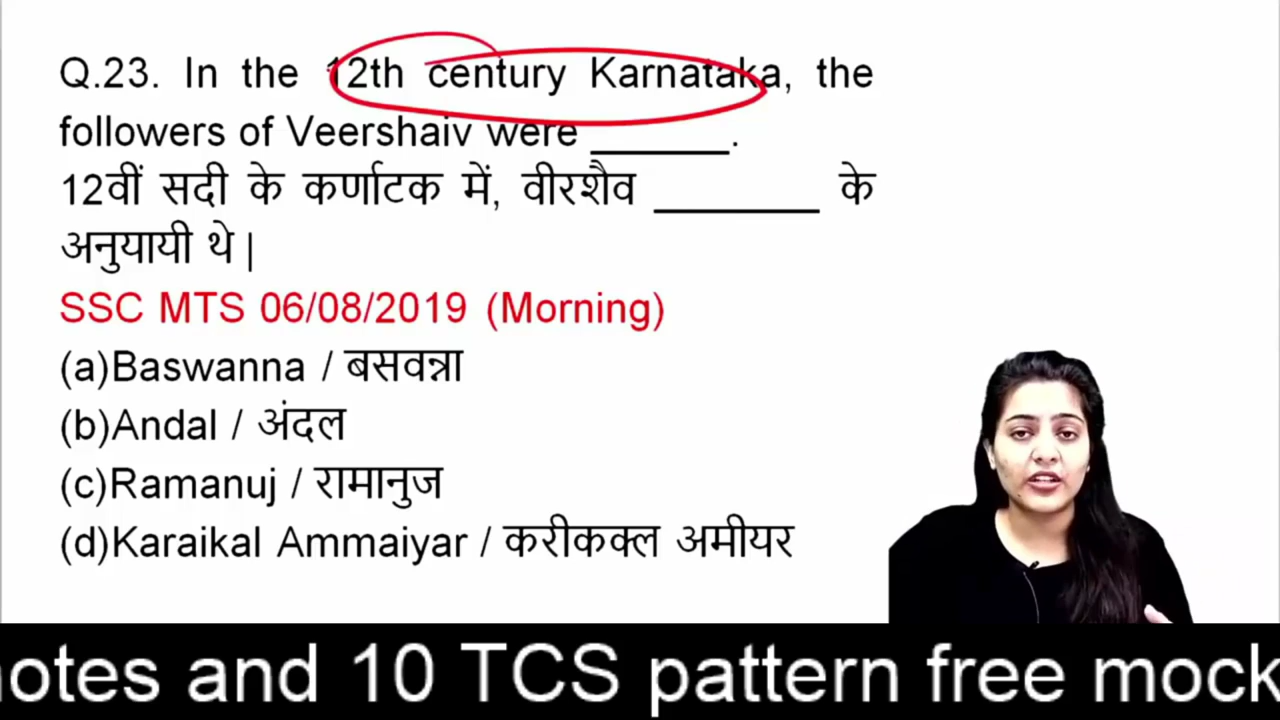 Q.23. In the 12th century Karnataka, the
followers of Veershaiv were ______.
12वीं सदी के कर्णाटक में, वीरशैव _______ के
अनुयायी थे |
SSC MTS 06/08/2019 (Morning)
(a)Baswanna / बसवन्ना
(b)Andal / अंदल
(c)Ramanuj / रामानुज
(d)Karaikal Ammaiyar / करीकक्ल अमीयर
notes and 10 TCS pattern free mock